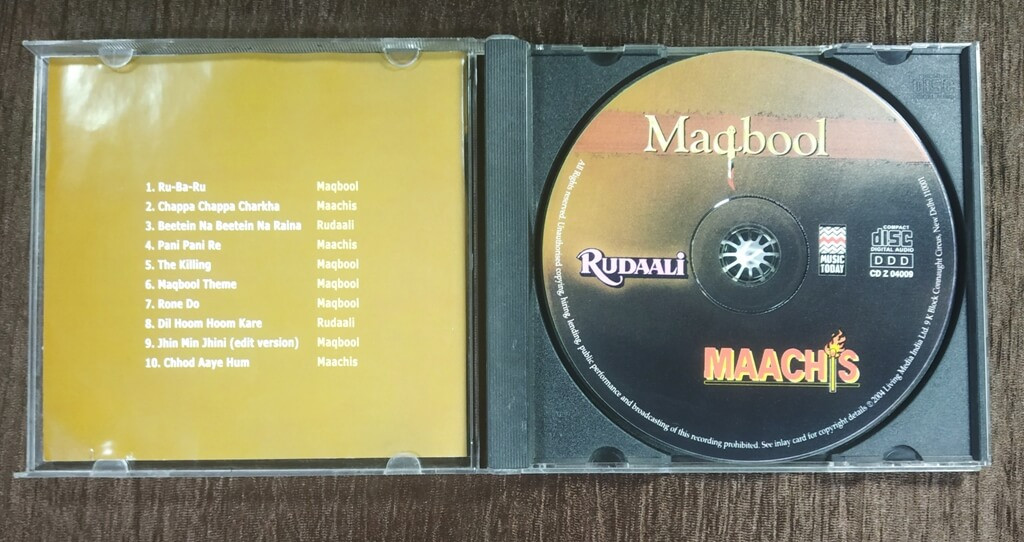 1. Ru-Ba-Ru Maqbool
2. Chappa Chappa Charkha Maachis
3. Beetein Na Beetein Na Raina Rudaali
4. Pani Pani Re Maachis
5. The Killing Maqbool
6. Maqbool Theme Maqbool
7. Rone Do Maqbool
8. Dil Hoom Hoom Kare Rudaali
9. Jhin Min Jhini (edit version) Maqbool
10. Chhod Aaye Hum Maachis
Maqbool
RUDAALI
MUSIC
TODAY
COMPACT
disc
DIGITAL AUDIO
DDD
CD Z 04009
MAACHIS
All Rights reserved. Unauthorised copying, hiring, lending, public performance and broadcasting of this recording prohibited. See inlay card for copyright details ℗ 2004 Living Media India Ltd. 9 K Block Connaught Circus, New Delhi 110001
disc